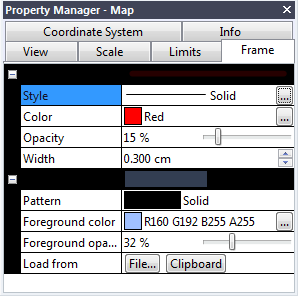 Property Manager - Map
Coordinate System Info
View Scale Limits Frame
Style Solid ...
Color Red ...
Opacity 15 %
Width 0.300 cm
Pattern Solid
Foreground color R160 G192 B255 A255 ...
Foreground opa... 32 %
Load from File... Clipboard